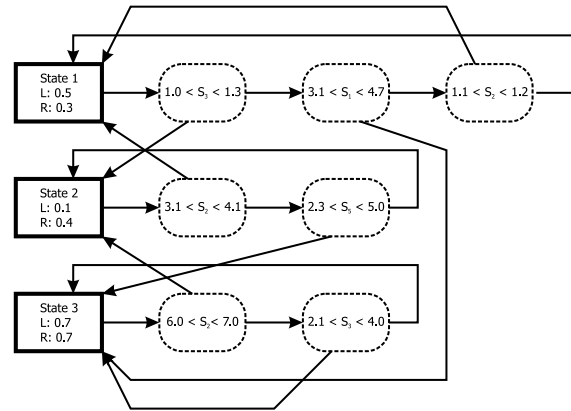 State 1
L: 0.5
R: 0.3
1.0 < S₃ < 1.3
3.1 < S₁ < 4.7
1.1 < S₂ < 1.2
State 2
L: 0.1
R: 0.4
3.1 < S₂ < 4.1
2.3 < S₅ < 5.0
State 3
L: 0.7
R: 0.7
6.0 < S₂< 7.0
2.1 < S₃ < 4.0